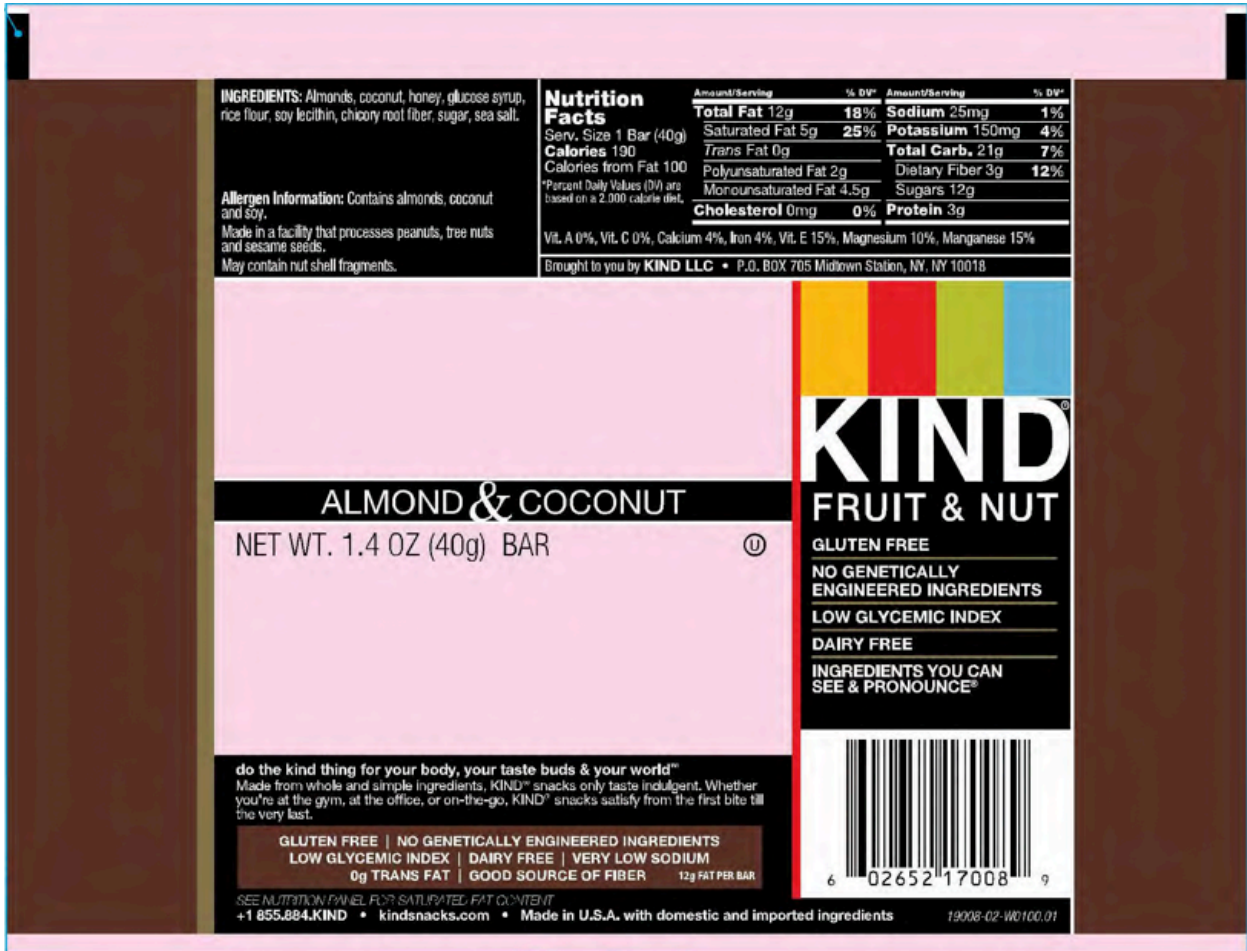 INGREDIENTS: Almonds, coconut, honey, glucose syrup,
rice flour, soy lecithin, chicory root fiber, sugar, sea salt.
Allergen Information: Contains almonds, coconut
and soy.
Made in a facility that processes peanuts, tree nuts
and sesame seeds.
May contain nut shell fragments.
Nutrition
Facts
Serv. Size 1 Bar (40g)
Calories 190
Calories from Fat 100
*Percent Daily Values (DV) are
based on a 2,000 calorie diet.
Amount/Serving % DV*
Total Fat 12g 18%
Saturated Fat 5g 25%
Trans Fat 0g
Polyunsaturated Fat 2g
Monounsaturated Fat 4.5g
Cholesterol 0mg 0%
Amount/Serving % DV*
Sodium 25mg 1%
Potassium 150mg 4%
Total Carb. 21g 7%
Dietary Fiber 3g 12%
Sugars 12g
Protein 3g
Vit. A 0%, Vit. C 0%, Calcium 4%, Iron 4%, Vit. E 15%, Magnesium 10%, Manganese 15%
Brought to you by KIND LLC • P.O. BOX 705 Midtown Station, NY, NY 10018
ALMOND & COCONUT
NET WT. 1.4 OZ (40g) BAR
U
KIND®
FRUIT & NUT
GLUTEN FREE
NO GENETICALLY
ENGINEERED INGREDIENTS
LOW GLYCEMIC INDEX
DAIRY FREE
INGREDIENTS YOU CAN
SEE & PRONOUNCE®
do the kind thing for your body, your taste buds & your world™
Made from whole and simple ingredients, KIND® snacks only taste indulgent. Whether
you're at the gym, at the office, or on-the-go, KIND® snacks satisfy from the first bite till
the very last.
GLUTEN FREE | NO GENETICALLY ENGINEERED INGREDIENTS
LOW GLYCEMIC INDEX | DAIRY FREE | VERY LOW SODIUM
0g TRANS FAT | GOOD SOURCE OF FIBER 12g FAT PER BAR
SEE NUTRITION PANEL FOR SATURATED FAT CONTENT
+1 855.884.KIND • kindsnacks.com • Made in U.S.A. with domestic and imported ingredients
6 02652 17008 9
19008-02-W0100.01